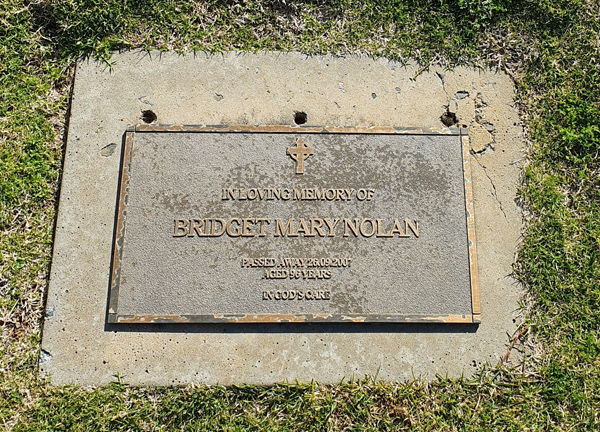 IN LOVING MEMORY OF
BRIDGET MARY NOLAN
PASSED AWAY 26.09.2007
AGED 96 YEARS
IN GOD'S CARE